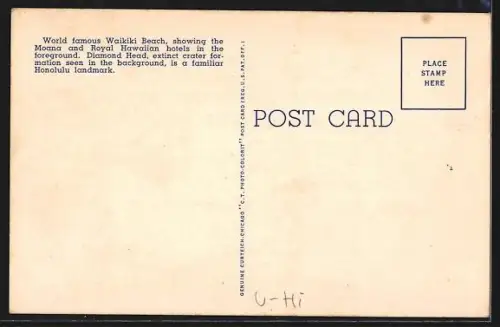 World famous Waikiki Beach, showing the
Moana and Royal Hawaiian hotels in the
foreground. Diamond Head, extinct crater for-
mation seen in the background, is a familiar
Honolulu landmark.
GENUINE CURTEICH-CHICAGO "C.T. PHOTO-COLORIT" POST CARD (REG. U.S. PAT. OFF.)
POST CARD
PLACE
STAMP
HERE
U-Hi